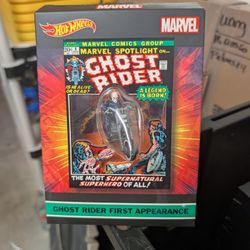 HOT WHEELS
MARVEL
MARVEL COMICS GROUP
MARVEL SPOTLIGHT ON...
GHOST
RIDER
IS HE ALIVE
OR DEAD?
A LEGEND
IS BORN!
THE MOST SUPERNATURAL
SUPERHERO OF ALL!
GHOST RIDER FIRST APPEARANCE